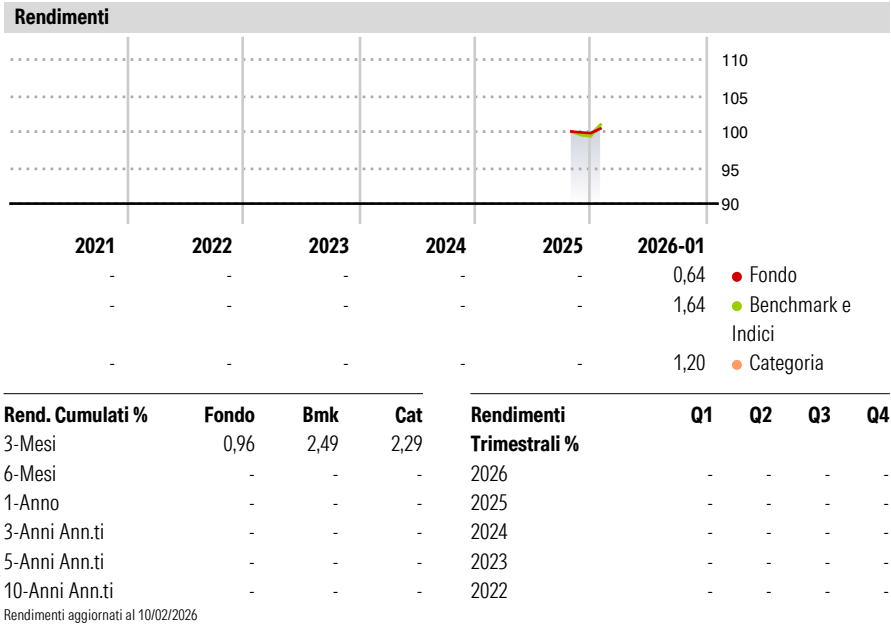 Rendimenti
110
105
100
95
90
2021 2022 2023 2024 2025 2026-01
- - - - - 0,64 Fondo
- - - - - 1,64 Benchmark e
Indici
- - - - - 1,20 Categoria
Rend. Cumulati % Fondo Bmk Cat
3-Mesi 0,96 2,49 2,29
6-Mesi - - -
1-Anno - - -
3-Anni Ann.ti - - -
5-Anni Ann.ti - - -
10-Anni Ann.ti - - -
Rendimenti Q1 Q2 Q3 Q4
Trimestrali %
2026 - - - -
2025 - - - -
2024 - - - -
2023 - - - -
2022 - - - -
Rendimenti aggiornati al 10/02/2026